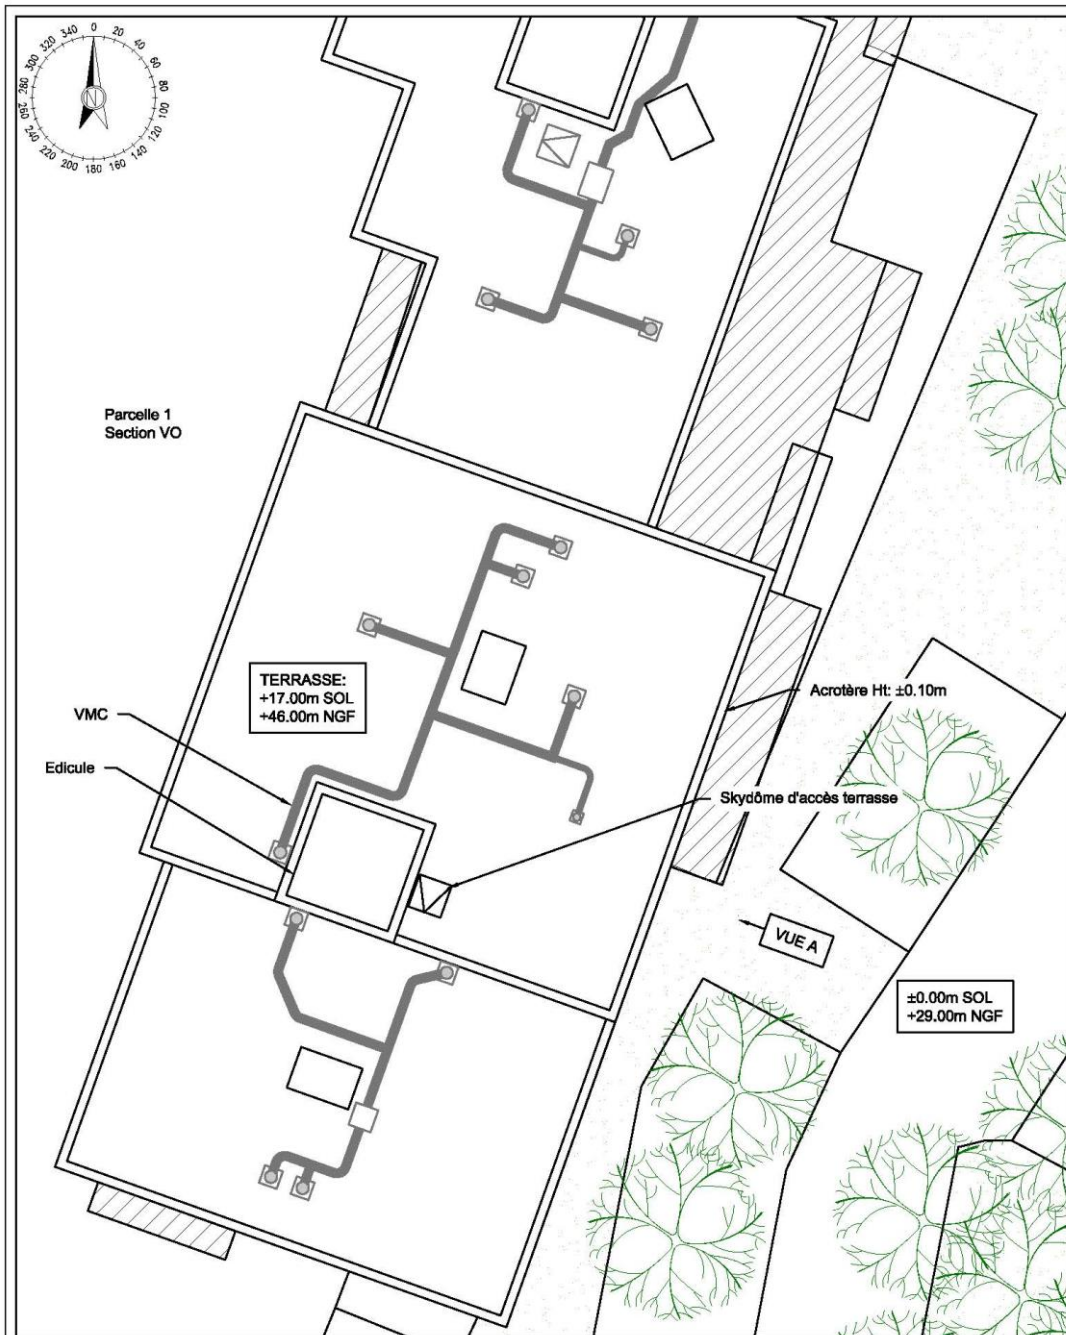 0
20
40
60
80
100
120
140
160
180
200
220
240
260
280
300
320
340
N
Parcelle 1
Section VO
TERRASSE:
+17.00m SOL
+46.00m NGF
Acrotère Ht: ±0.10m
VMC
Edicule
Skydôme d'accès terrasse
VUE A
±0.00m SOL
+29.00m NGF